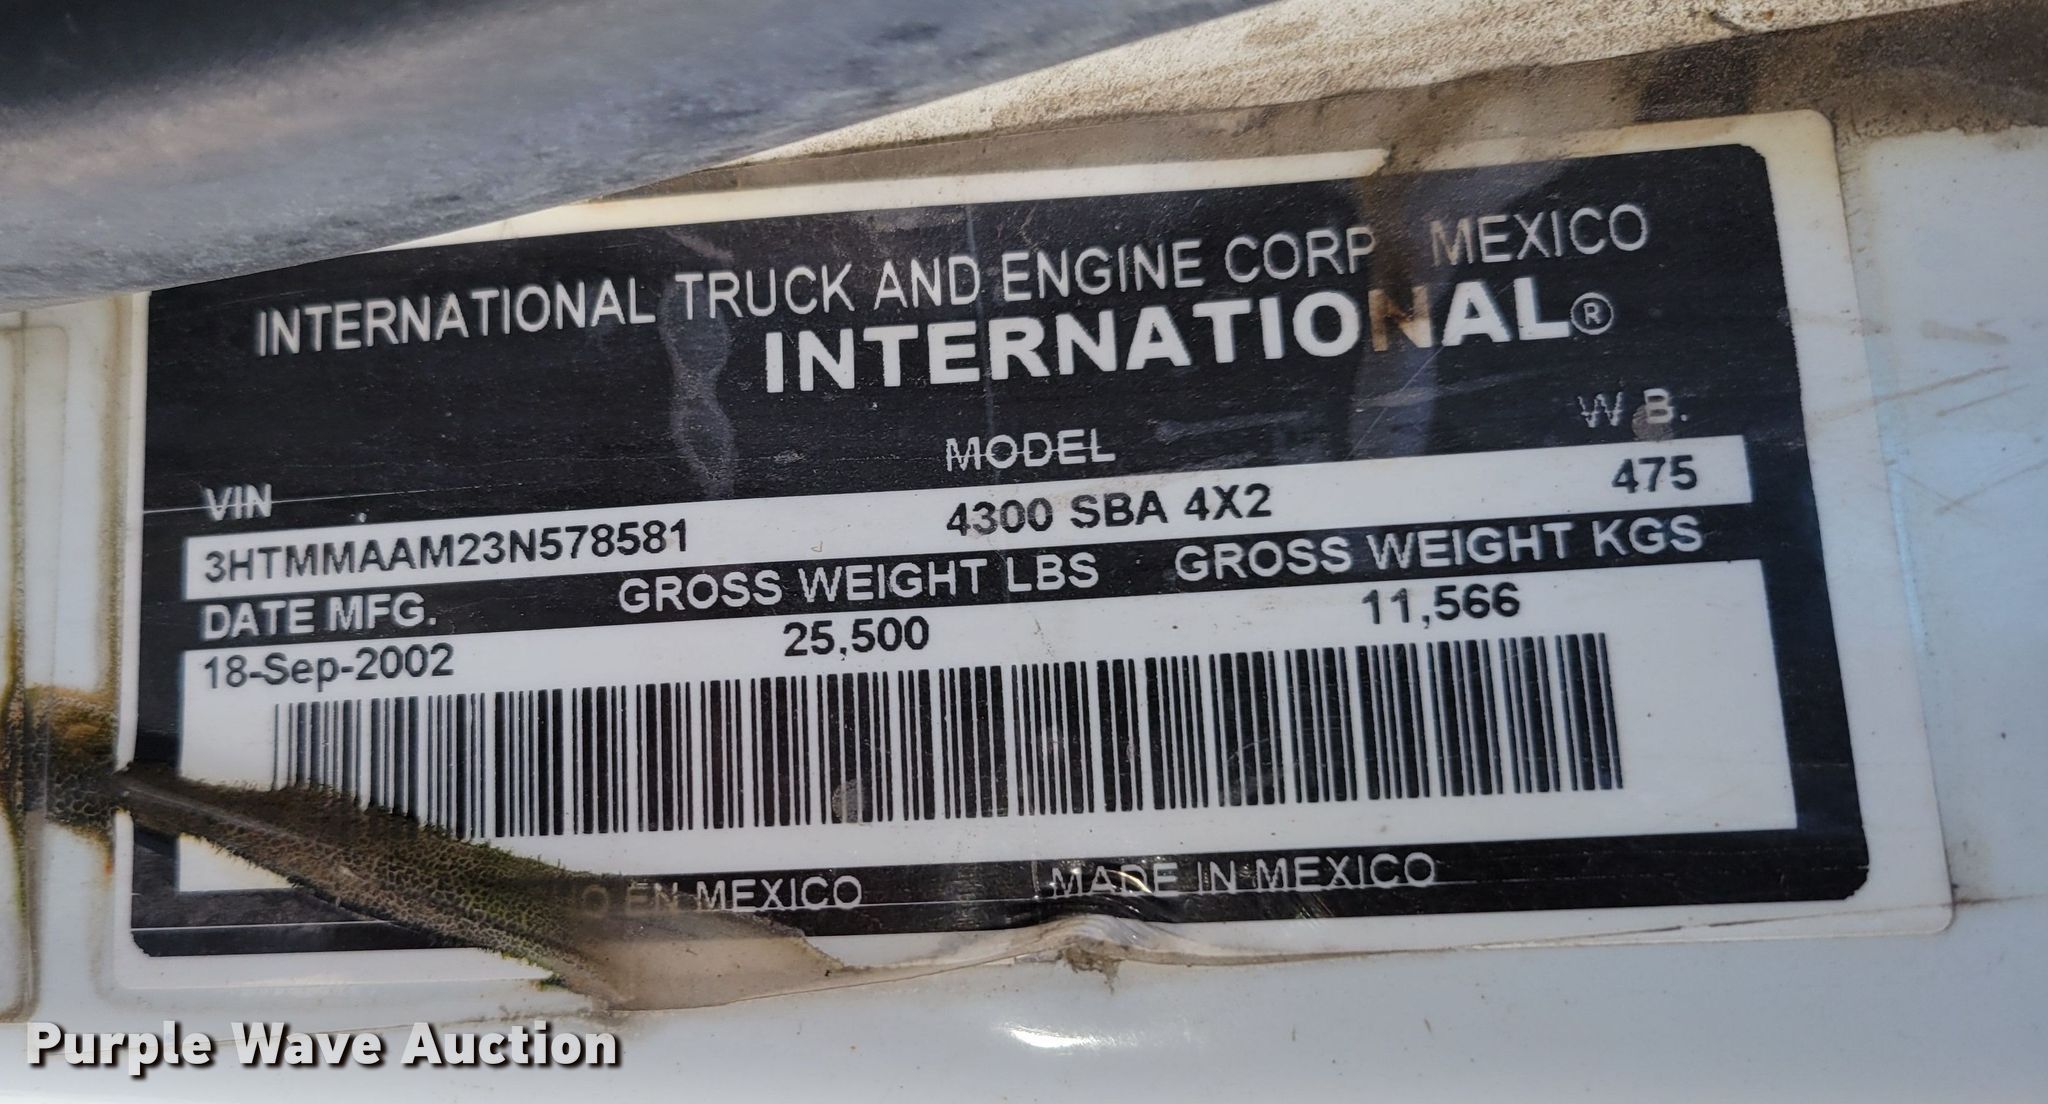 INTERNATIONAL TRUCK AND ENGINE CORP MEXICO
INTERNATIONAL®
VIN MODEL W B.
3HTMMAAM23N578581 4300 SBA 4X2 475
DATE MFG. GROSS WEIGHT LBS GROSS WEIGHT KGS
18-Sep-2002 25,500 11,566
EN MEXICO MADE IN MEXICO
Purple Wave Auction